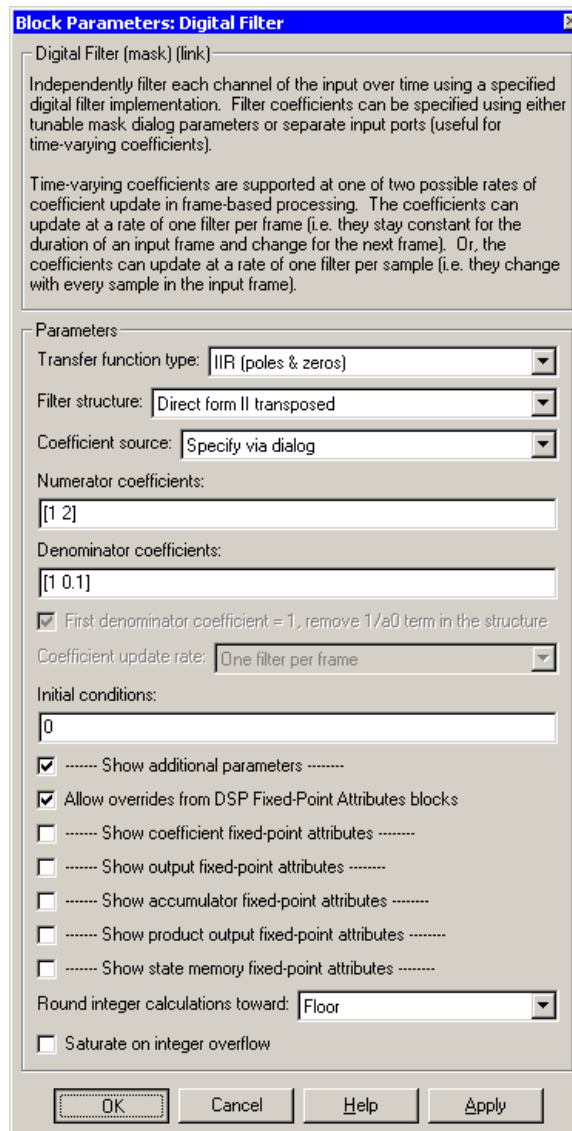 Block Parameters: Digital Filter
Digital Filter (mask) (link)
Independently filter each channel of the input over time using a specified
digital filter implementation.  Filter coefficients can be specified using either
tunable mask dialog parameters or separate input ports (useful for
time-varying coefficients).
Time-varying coefficients are supported at one of two possible rates of
coefficient update in frame-based processing.  The coefficients can
update at a rate of one filter per frame (i.e. they stay constant for the
duration of an input frame and change for the next frame).  Or, the
coefficients can update at a rate of one filter per sample (i.e. they change
with every sample in the input frame).
Parameters
Transfer function type: IIR (poles & zeros)
Filter structure: Direct form II transposed
Coefficient source: Specify via dialog
Numerator coefficients:
[1 2]
Denominator coefficients:
[1 0.1]
First denominator coefficient = 1, remove 1/a0 term in the structure
Coefficient update rate: One filter per frame
Initial conditions:
0
------- Show additional parameters --------
Allow overrides from DSP Fixed-Point Attributes blocks
------- Show coefficient fixed-point attributes --------
------- Show output fixed-point attributes --------
------- Show accumulator fixed-point attributes --------
------- Show product output fixed-point attributes --------
------- Show state memory fixed-point attributes --------
Round integer calculations toward: Floor
Saturate on integer overflow
OK Cancel Help Apply